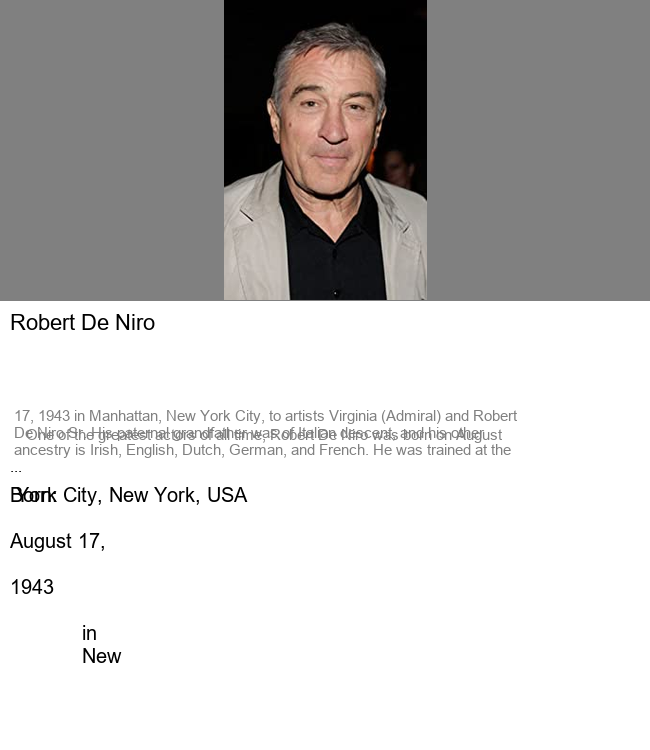 Robert De Niro
17, 1943 in Manhattan, New York City, to artists Virginia (Admiral) and Robert
De Niro Sr. His paternal grandfather was of Italian descent, and his other
One of the greatest actors of all time, Robert De Niro was born on August
ancestry is Irish, English, Dutch, German, and French. He was trained at the
...
Born:
York City, New York, USA
August 17,
1943
in
New